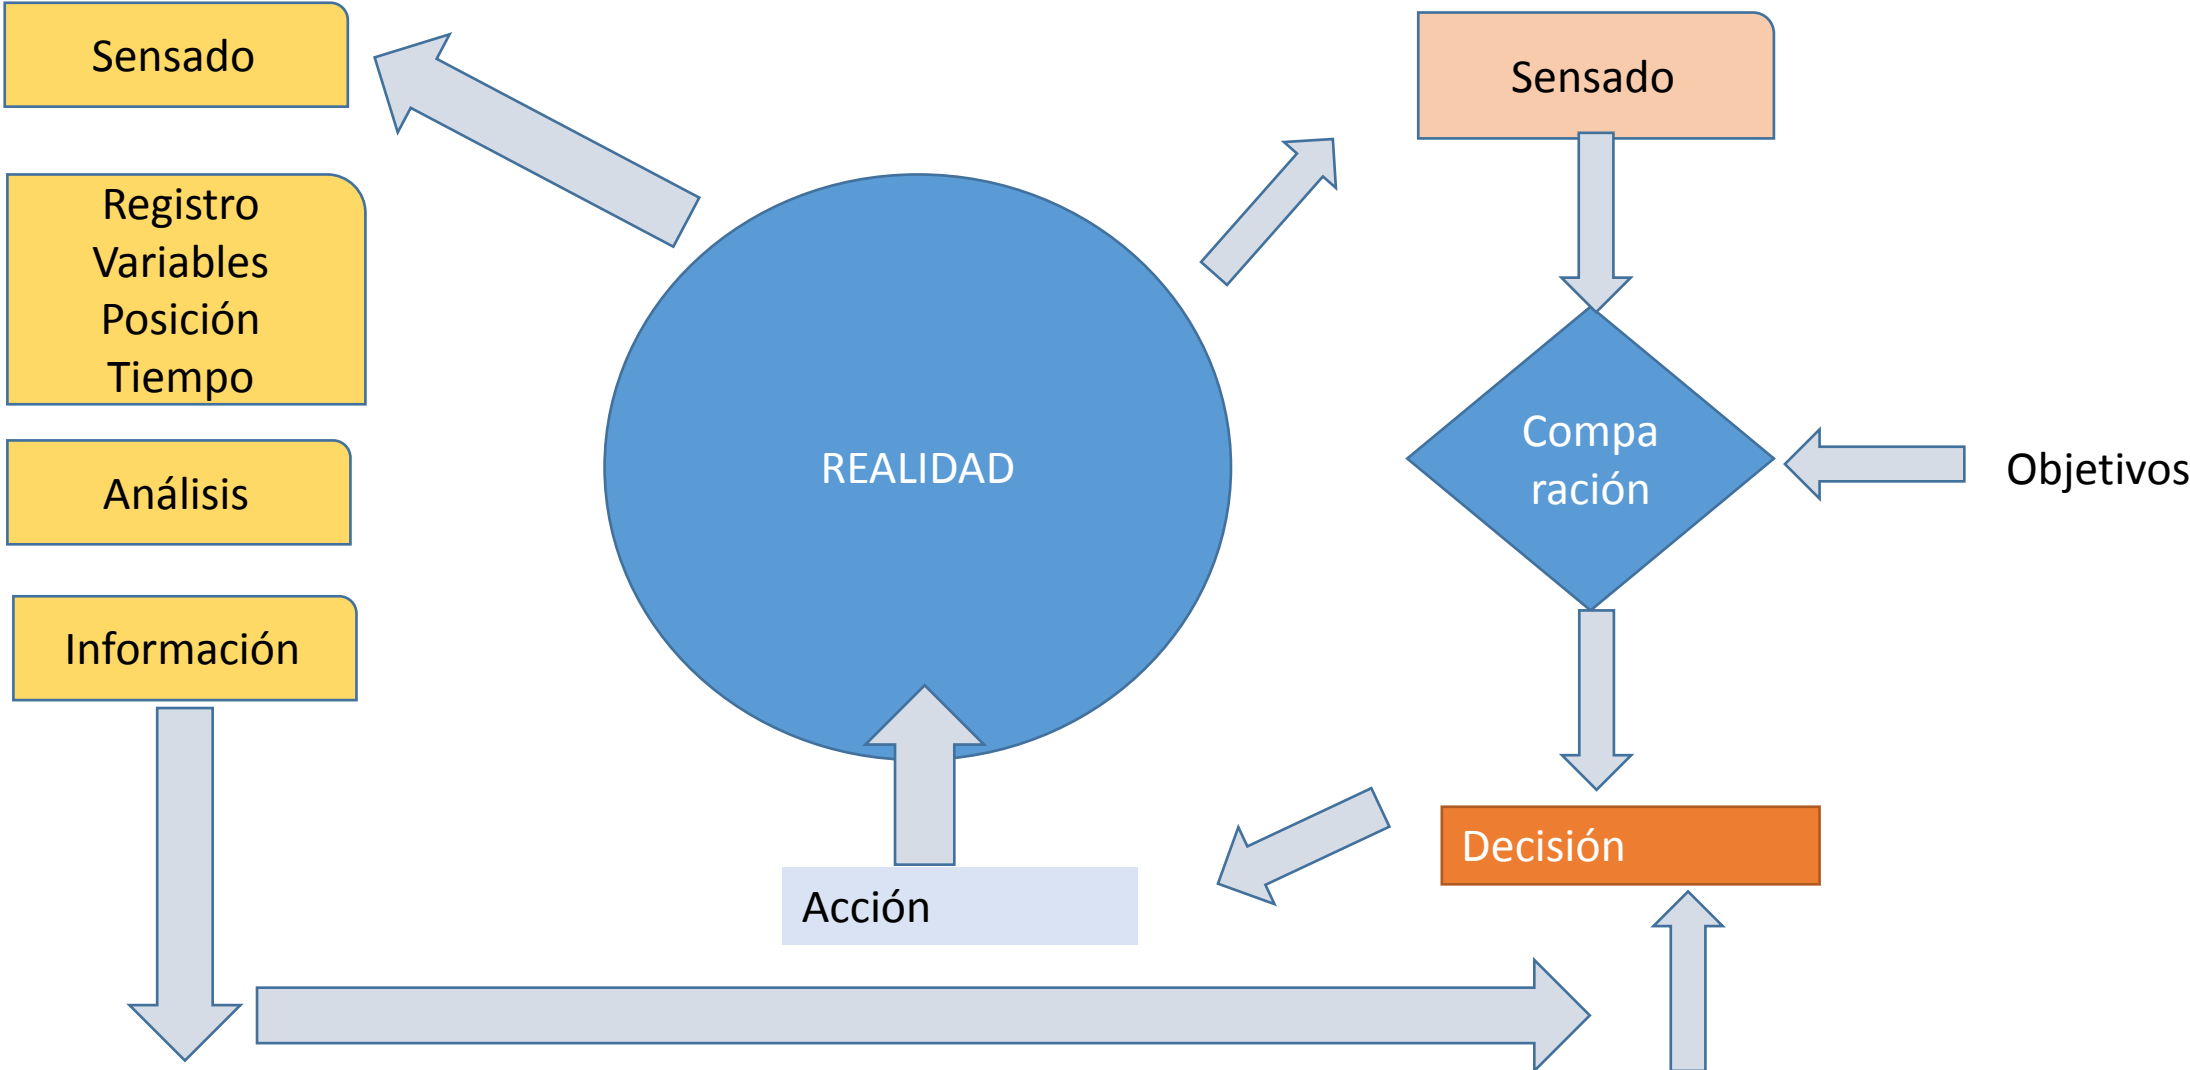 Sensado
Registro
Variables
Posición
Tiempo
Análisis
Información
REALIDAD
Acción
Sensado
Compa
ración
Objetivos
Decisión